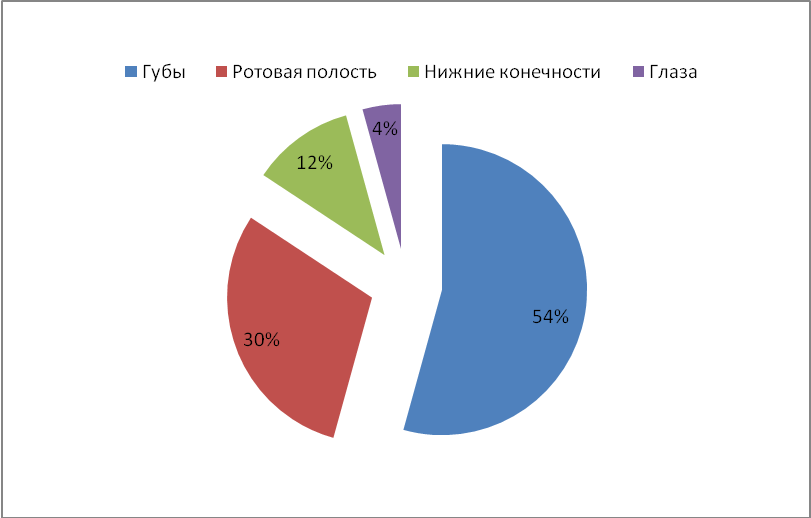 Губы Ротовая полость Нижние конечности Глаза
4%
12%
54%
30%